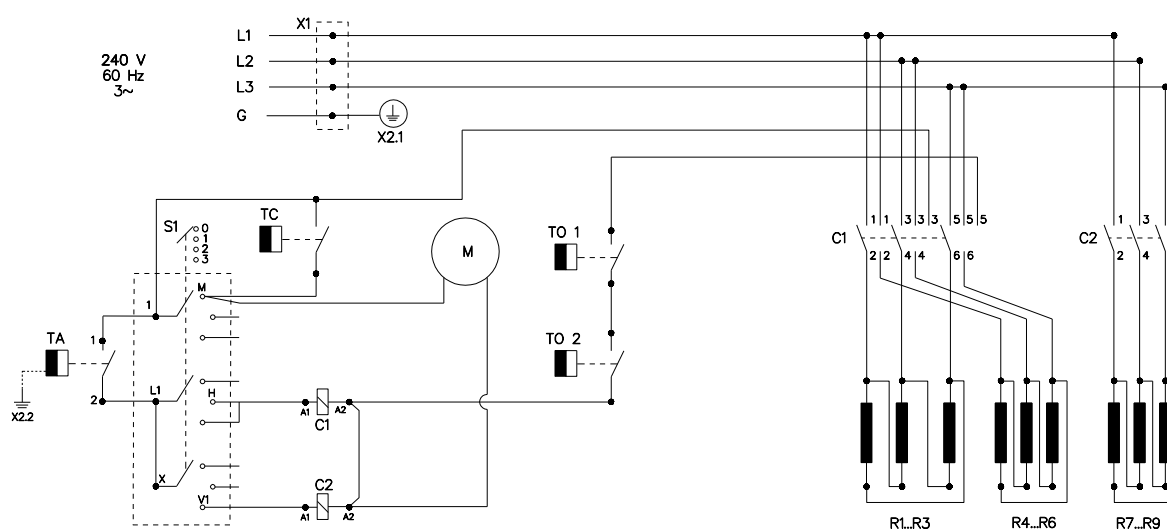 X1
L1
240 V
L2
60 Hz
L3
3~
G
X2.1
S1
0
1
2
3
TC
M
TO 1
1 1 3 3 3 5 5 5
C1
2 2 4 4 6 6
1 3
C2
2 4
M
1
TA
1
2
X2.2
TO 2
L1
H
A1
A2
C1
X
V1
C2
A1
A2
R1...R3
R4...R6
R7...R9